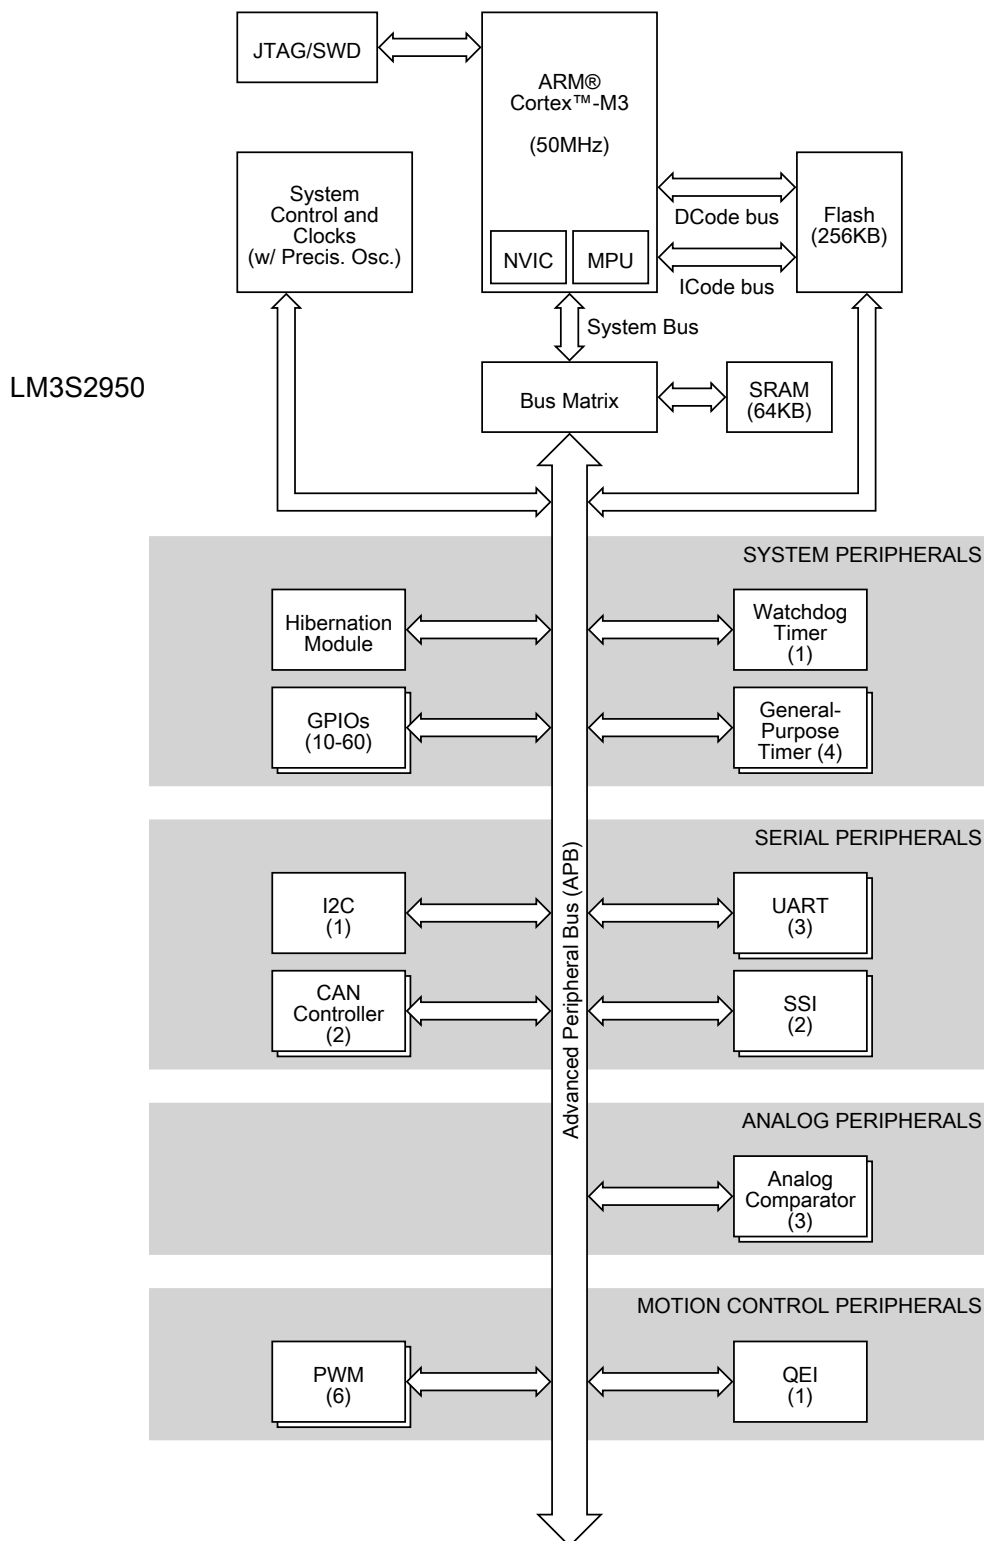 JTAG/SWD
ARM®
Cortex™-M3
(50MHz)
NVIC
MPU
System
Control and
Clocks
(w/ Precis. Osc.)
DCode bus
ICode bus
Flash
(256KB)
System Bus
LM3S2950
Bus Matrix
SRAM
(64KB)
SYSTEM PERIPHERALS
Hibernation
Module
Watchdog
Timer
(1)
GPIOs
(10-60)
General-
Purpose
Timer (4)
Advanced Peripheral Bus (APB)
SERIAL PERIPHERALS
I2C
(1)
UART
(3)
CAN
Controller
(2)
SSI
(2)
ANALOG PERIPHERALS
Analog
Comparator
(3)
MOTION CONTROL PERIPHERALS
PWM
(6)
QEI
(1)